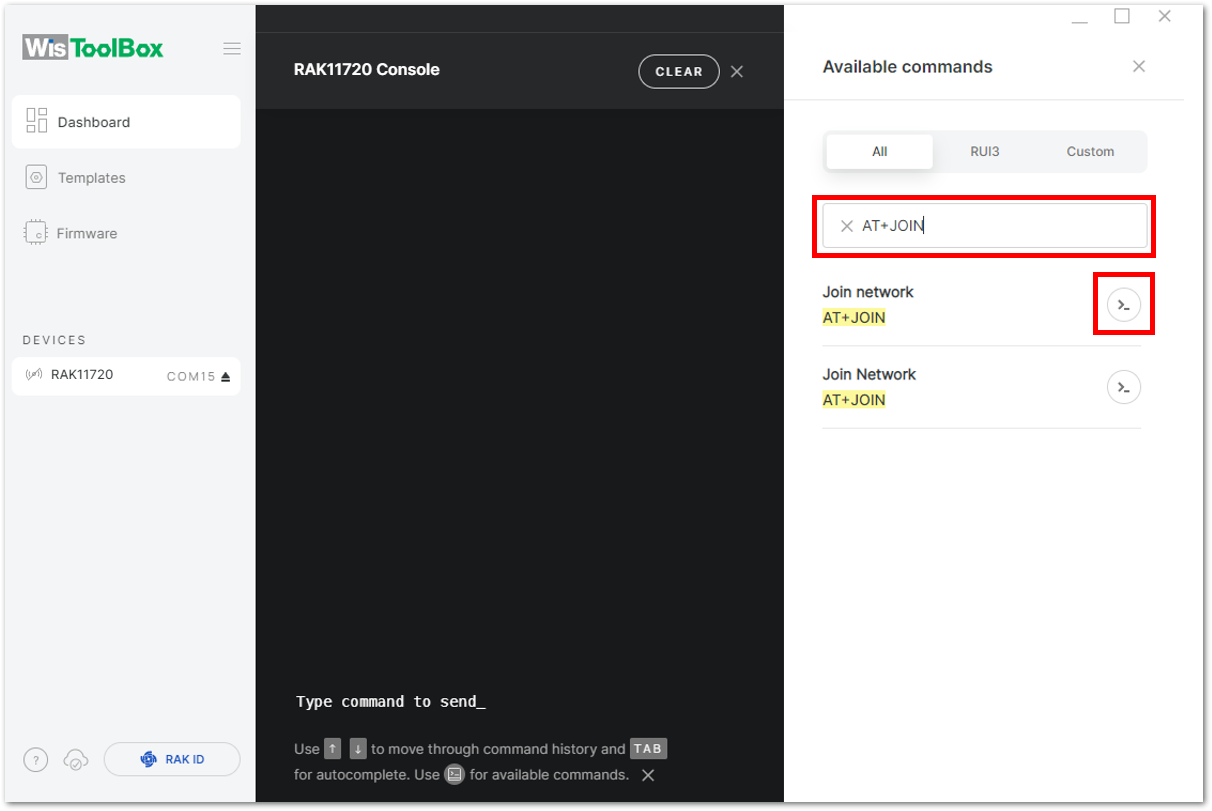 WisToolBox
Dashboard
Templates
Firmware
DEVICES
RAK11720 COM15
?
RAK ID
RAK11720 Console
CLEAR
Type command to send_
Use ↑ ↓ to move through command history and TAB
for autocomplete. Use for available commands.
Available commands
All RUI3 Custom
AT+JOIN
Join network
AT+JOIN
Join Network
AT+JOIN